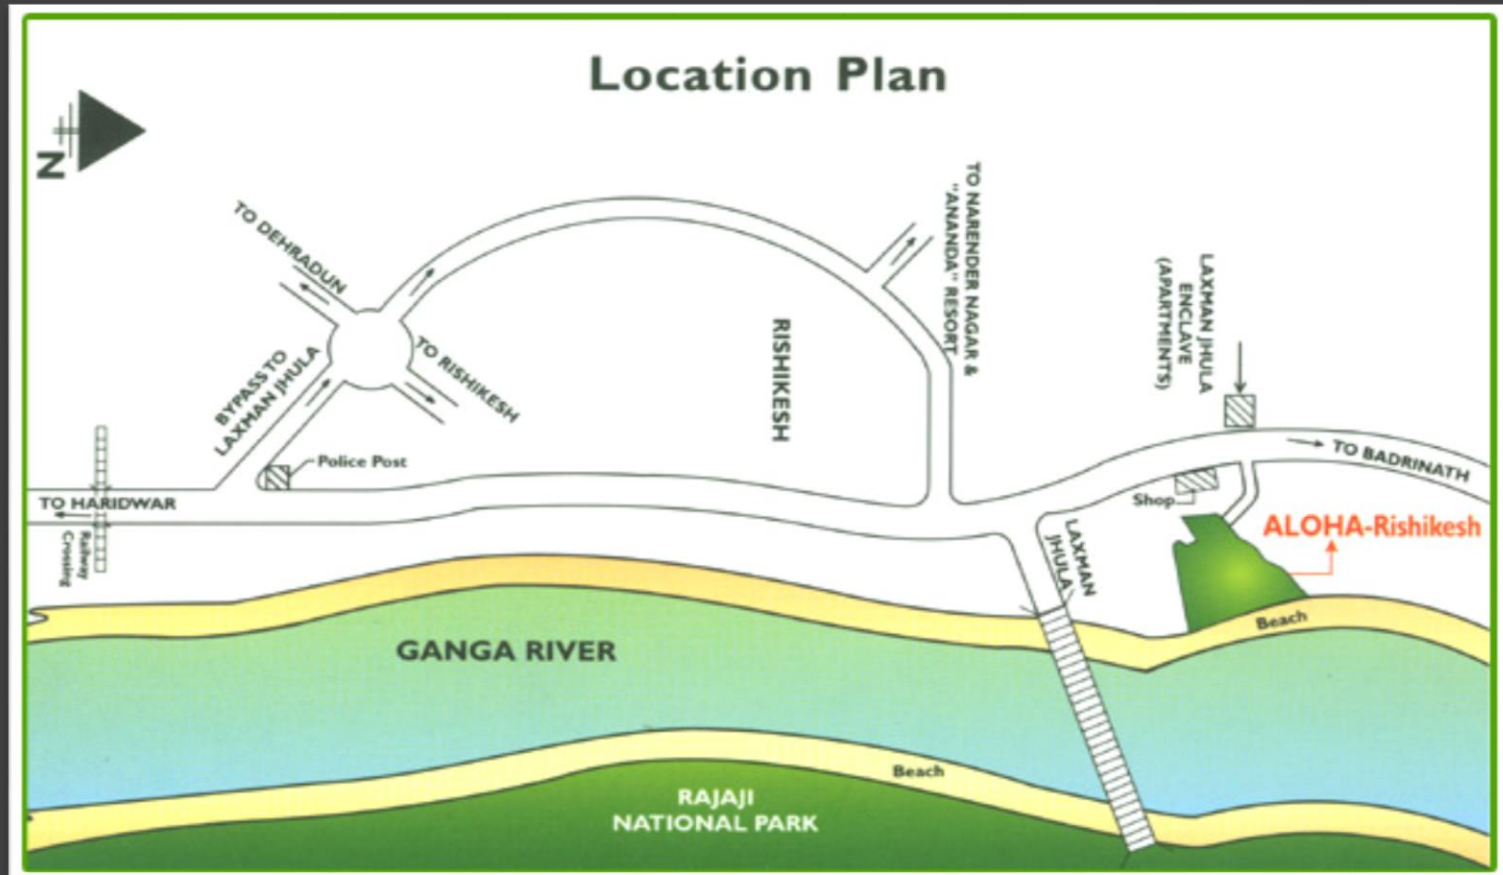 Location Plan
N
TO DEHRADUN
TO NARENDER NAGAR &
"ANANDA" RESORT
LAXMAN JHULA
ENCLAVE
(APARTMENTS)
BYPASS TO
LAXMAN JHULA
TO RISHIKESH
RISHIKESH
Police Post
TO BADRINATH
TO HARIDWAR
Shop
Railway
Crossing
LAXMAN
JHULA
ALOHA-Rishikesh
Beach
GANGA RIVER
Beach
RAJAJI
NATIONAL PARK